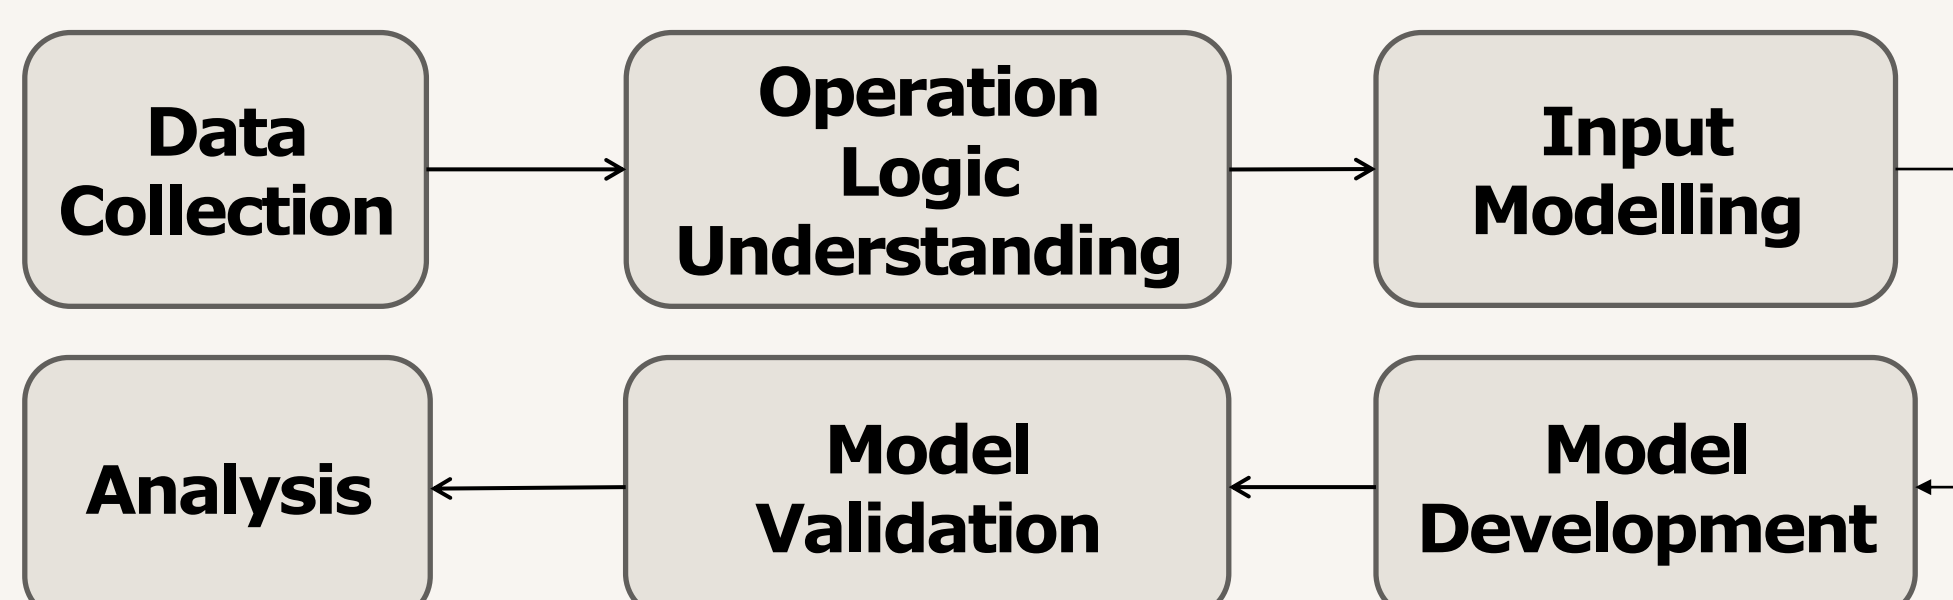 Data
Collection
Operation
Logic
Understanding
Input
Modelling
Analysis
Model
Validation
Model
Development